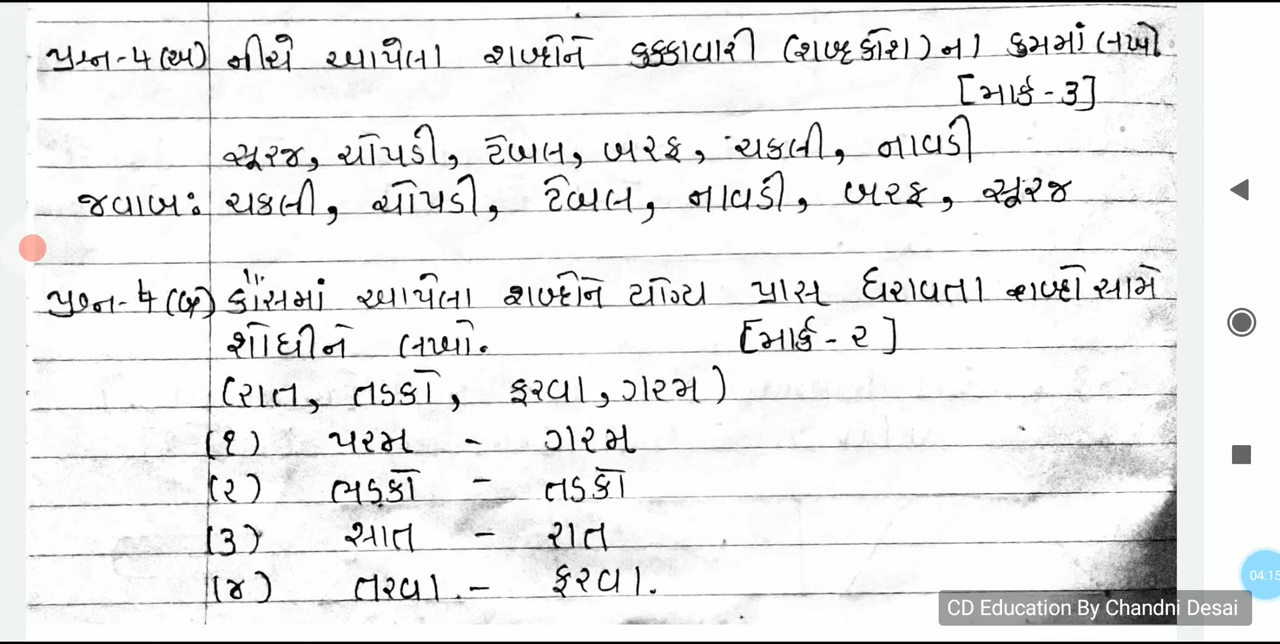 પ્રશ્ન-4 (અ) નીચે આપેલા શબ્દોને કક્કાવારી (શબ્દકોશ) ના ક્રમમાં લખો
[માર્ક - 3]
સૂરજ, ચોપડી, ટેબલ, બરફ, ચકલી, નાવડી
જવાબ: ચકલી, ચોપડી, ટેબલ, નાવડી, બરફ, સૂરજ
પ્રશ્ન-4 (બ) કૌંસમાં આપેલા શબ્દોને યોગ્ય પ્રાસ ધરાવતા શબ્દો સામે
શોધીને લખો.
[માર્ક - ૨]
(રાત, તડકો, ફરવા, ગરમ)
(૧) પરમ - ગરમ
(૨) ભડકો - તડકો
(૩) સાત - રાત
(૪) તરવા - ફરવા.
04:15
CD Education By Chandni Desai